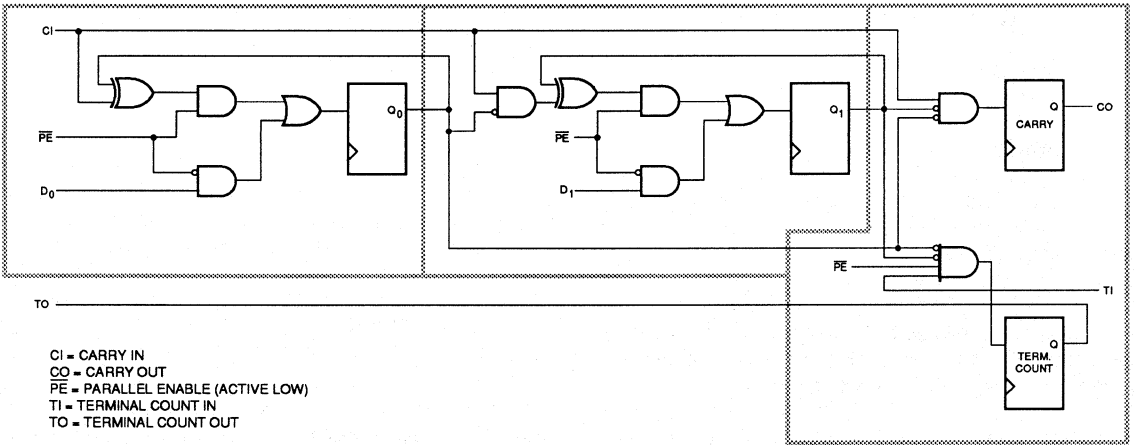 CI
Q0
Q1
Q
CARRY
CO
PE
PE
D0
D1
PE
TI
TO
Q
TERM.
COUNT
CI = CARRY IN
CO = CARRY OUT
PE = PARALLEL ENABLE (ACTIVE LOW)
TI = TERMINAL COUNT IN
TO = TERMINAL COUNT OUT